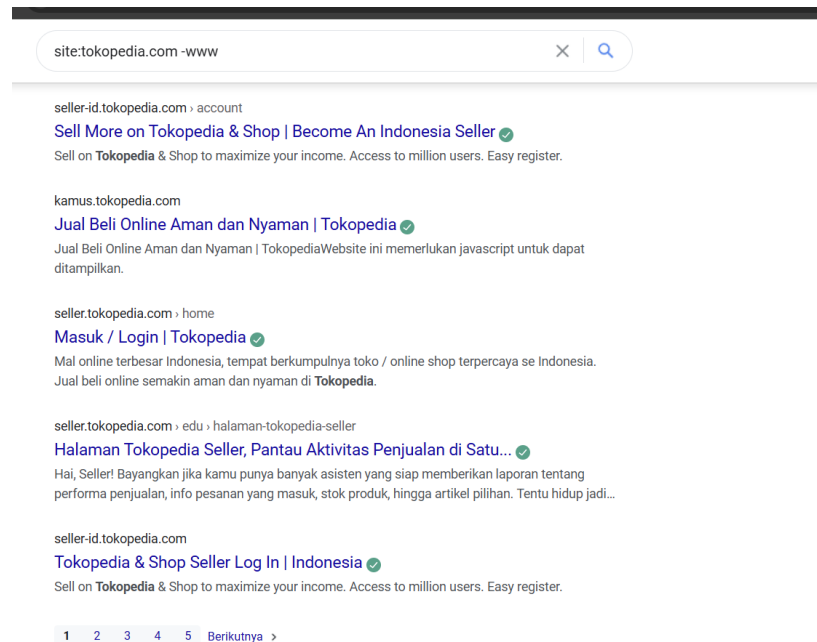 site:tokopedia.com -www
seller-id.tokopedia.com › account
Sell More on Tokopedia & Shop | Become An Indonesia Seller
Sell on Tokopedia & Shop to maximize your income. Access to million users. Easy register.
kamus.tokopedia.com
Jual Beli Online Aman dan Nyaman | Tokopedia
Jual Beli Online Aman dan Nyaman | TokopediaWebsite ini memerlukan javascript untuk dapat
ditampilkan.
seller.tokopedia.com › home
Masuk / Login | Tokopedia
Mal online terbesar Indonesia, tempat berkumpulnya toko / online shop terpercaya se Indonesia.
Jual beli online semakin aman dan nyaman di Tokopedia.
seller.tokopedia.com › edu › halaman-tokopedia-seller
Halaman Tokopedia Seller, Pantau Aktivitas Penjualan di Satu...
Hai, Seller! Bayangkan jika kamu punya banyak asisten yang siap memberikan laporan tentang
performa penjualan, info pesanan yang masuk, stok produk, hingga artikel pilihan. Tentu hidup jadi...
seller-id.tokopedia.com
Tokopedia & Shop Seller Log In | Indonesia
Sell on Tokopedia & Shop to maximize your income. Access to million users. Easy register.
1 2 3 4 5 Berikutnya ›